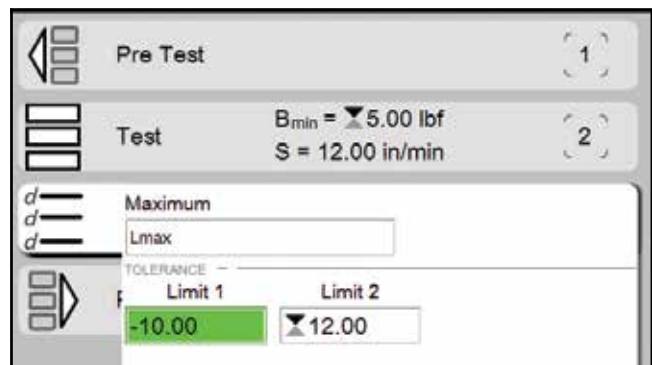 Pre Test
1
Test
Bmin = 5.00 lbf
S = 12.00 in/min
2
d
d
d
Maximum
Lmax
TOLERANCE
Limit 1 Limit 2
-10.00 12.00